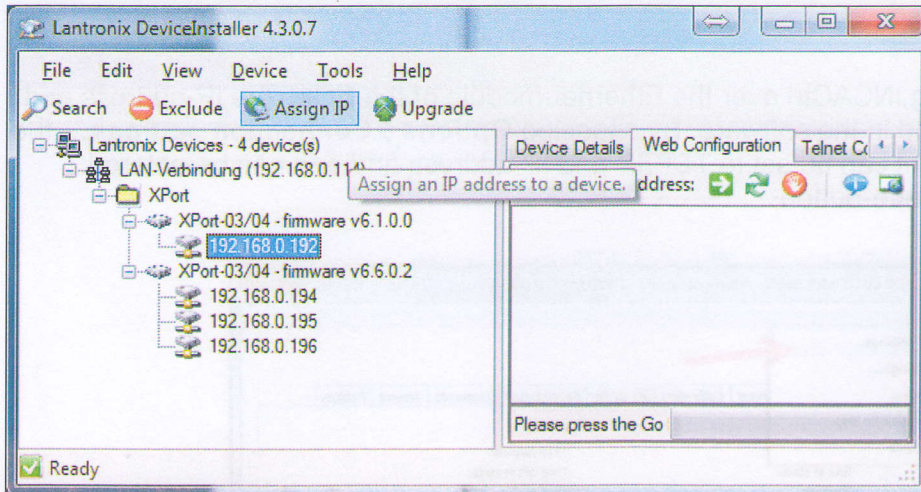 Lantronix DeviceInstaller 4.3.0.7
File Edit View Device Tools Help
Search Exclude Assign IP Upgrade
Lantronix Devices - 4 device(s)
LAN-Verbindung (192.168.0.114)
XPort
XPort-03/04 - firmware v6.1.0.0
192.168.0.192
XPort-03/04 - firmware v6.6.0.2
192.168.0.194
192.168.0.195
192.168.0.196
Assign an IP address to a device.
Device Details Web Configuration Telnet Co
ddress:
Please press the Go
Ready